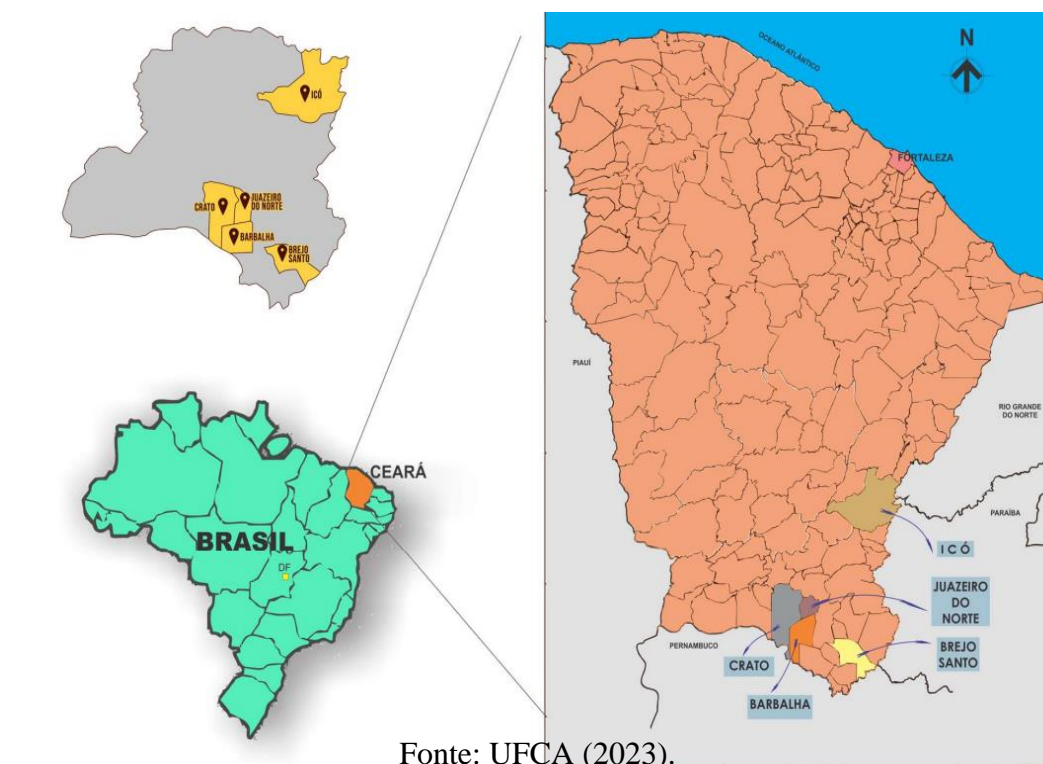 ICÓ
CRATO
JUAZEIRO
DO NORTE
BARBALHA
BREJO
SANTO
CEARÁ
BRASIL
DF
OCEANO ATLÂNTICO
N
FORTALEZA
PIAUÍ
RIO GRANDE
DO NORTE
PARAÍBA
ICÓ
JUAZEIRO
DO
NORTE
PERNAMBUCO
CRATO
BREJO
SANTO
BARBALHA
Fonte: UFCA (2023).